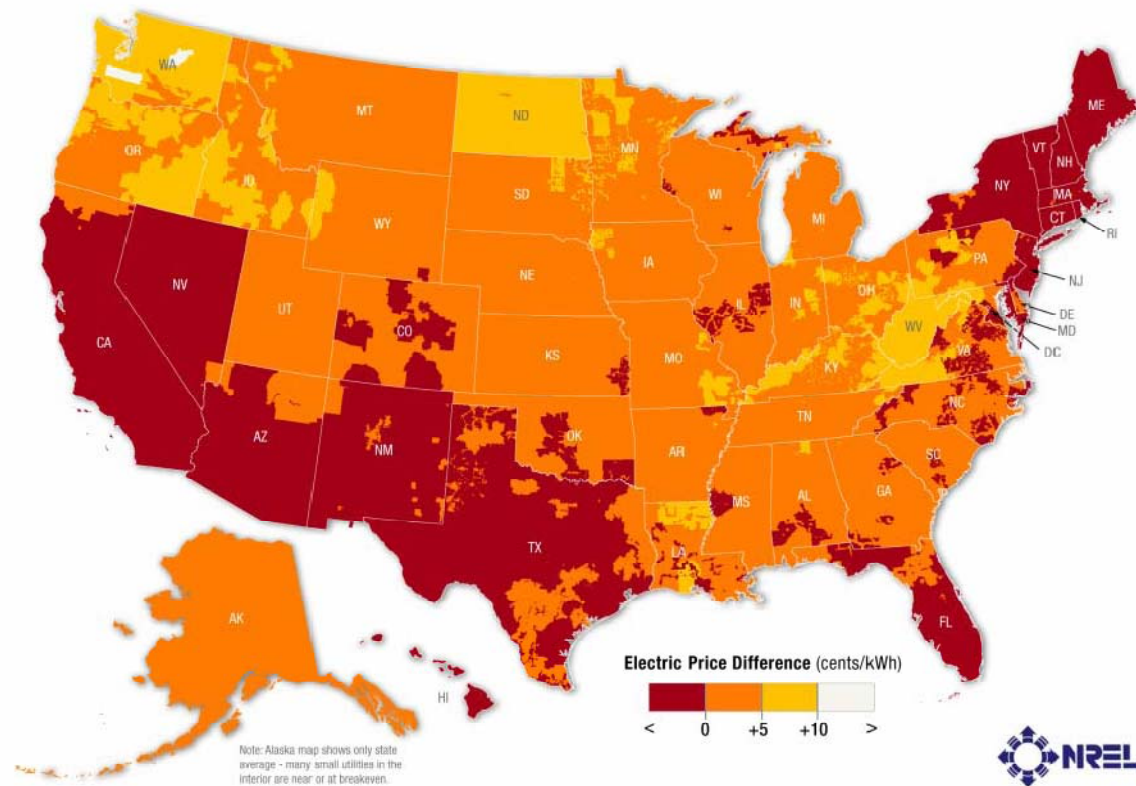 WA
MT
ND
MN
ME
VT
NH
OR
ID
SD
WI
NY
MA
CT
RI
WY
MI
PA
NJ
NV
UT
NE
IA
IL
IN
OH
DE
MD
DC
CA
CO
KS
MO
KY
WV
VA
AZ
NM
OK
AR
TN
NC
SC
TX
LA
MS
AL
GA
FL
AK
HI
Electric Price Difference (cents/kWh)
< 0 +5 +10 >
Note: Alaska map shows only state
average - many small utilities in the
interior are near or at breakeven.
NREL